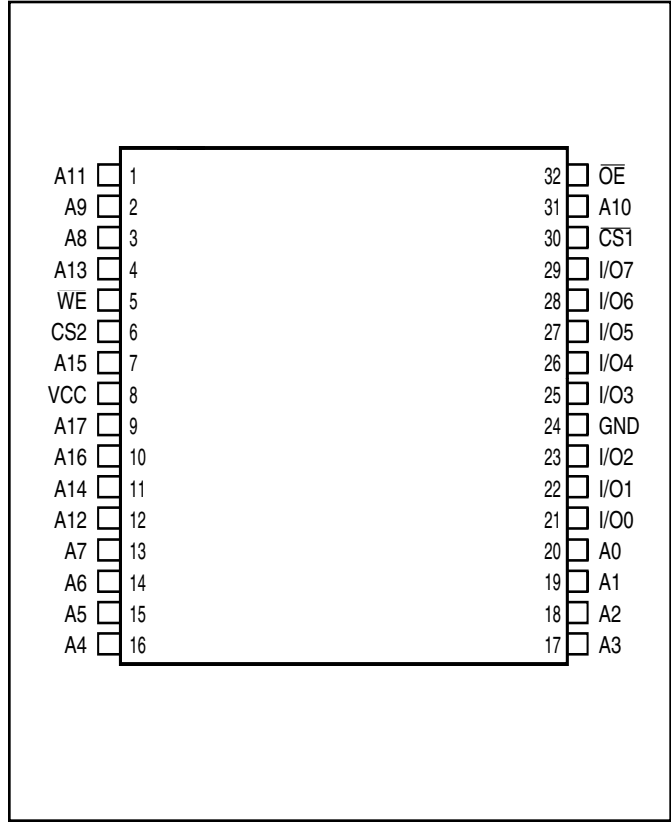 A11 1 32 O̅E̅
A9 2 31 A10
A8 3 30 C̅S̅1̅
A13 4 29 I/O7
W̅E̅ 5 28 I/O6
CS2 6 27 I/O5
A15 7 26 I/O4
VCC 8 25 I/O3
A17 9 24 GND
A16 10 23 I/O2
A14 11 22 I/O1
A12 12 21 I/O0
A7 13 20 A0
A6 14 19 A1
A5 15 18 A2
A4 16 17 A3